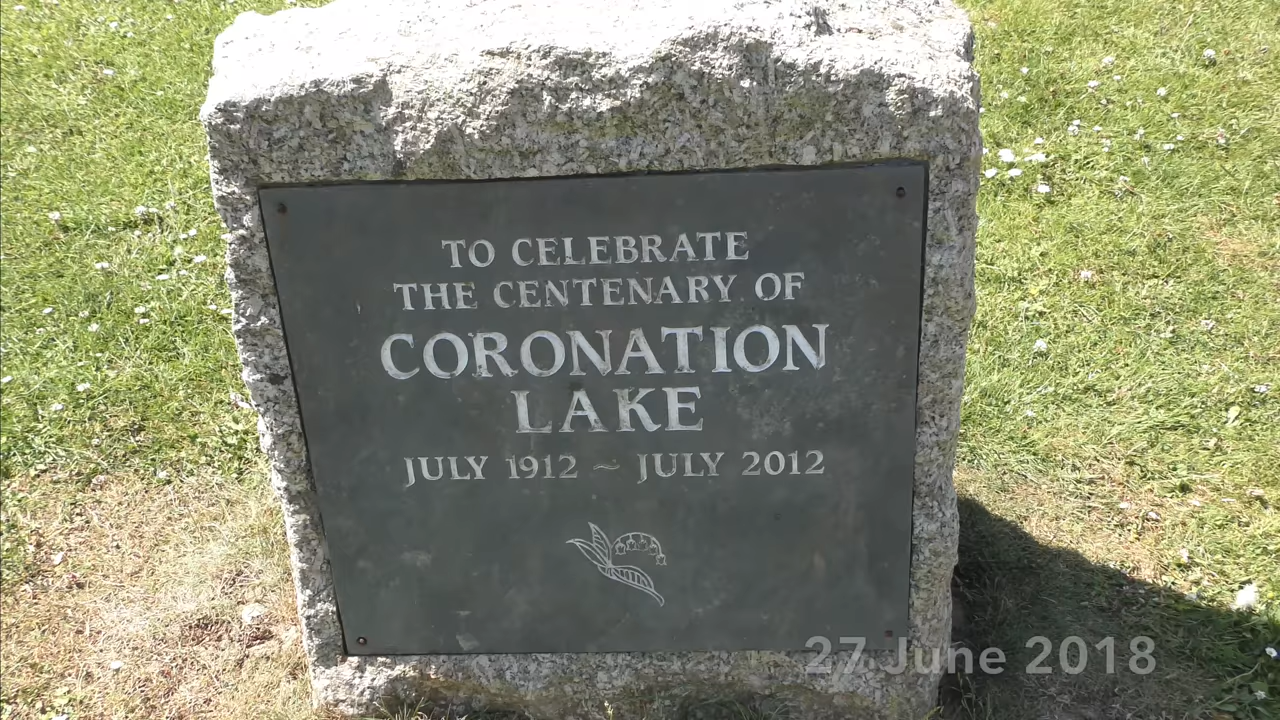 TO CELEBRATE
THE CENTENARY OF
CORONATION
LAKE
JULY 1912 ~ JULY 2012
27 June 2018